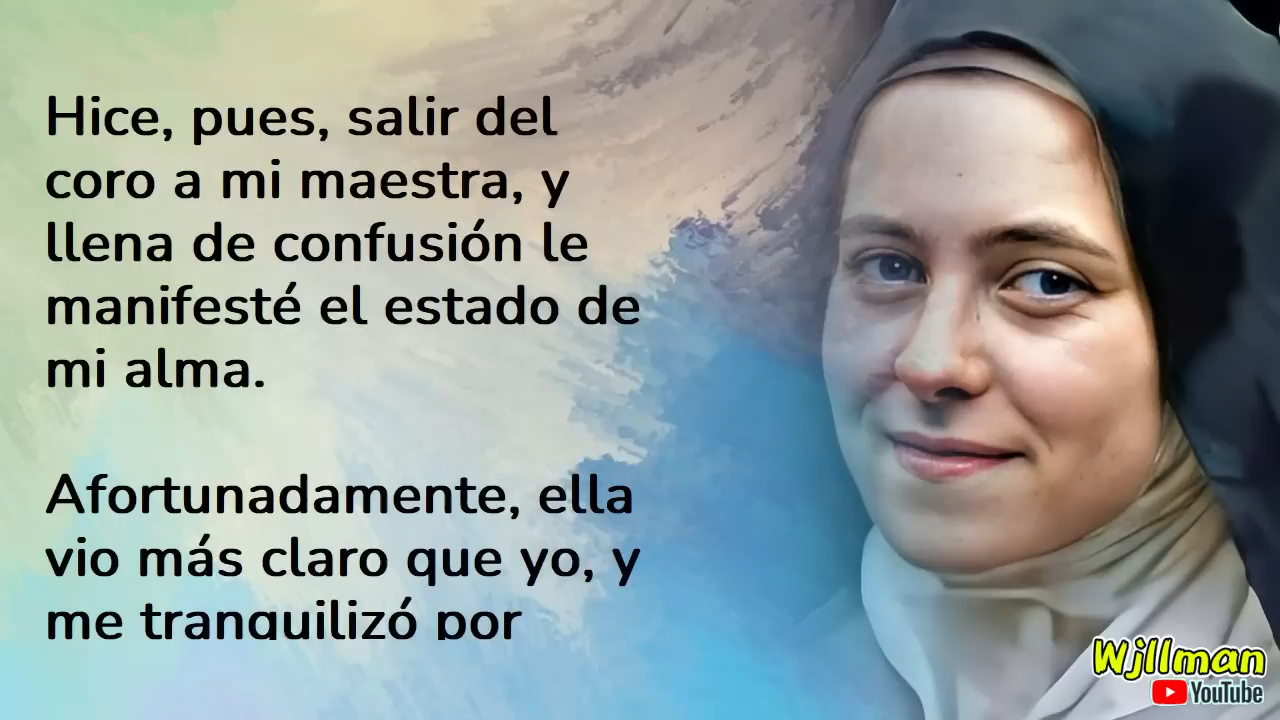 Hice, pues, salir del
coro a mi maestra, y
llena de confusión le
manifesté el estado de
mi alma.
Afortunadamente, ella
vio más claro que yo, y
me tranquilizó por
Wjllman
YouTube